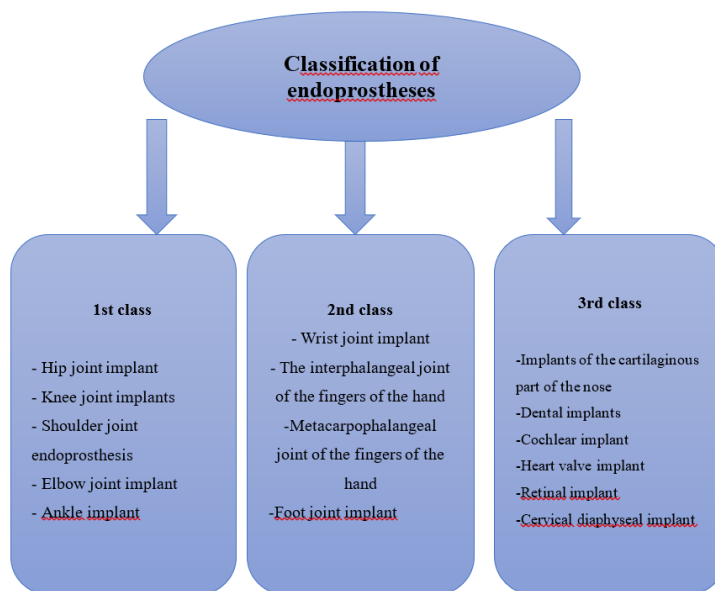 Classification of
endoprostheses
1st class
- Hip joint implant
- Knee joint implants
- Shoulder joint
endoprosthesis
- Elbow joint implant
- Ankle implant
2nd class
- Wrist joint implant
- The interphalangeal joint
of the fingers of the hand
-Metacarpophalangeal
joint of the fingers of the
hand
-Foot joint implant
3rd class
-Implants of the cartilaginous
part of the nose
-Dental implants
-Cochlear implant
-Heart valve implant
-Retinal implant
-Cervical diaphyseal implant